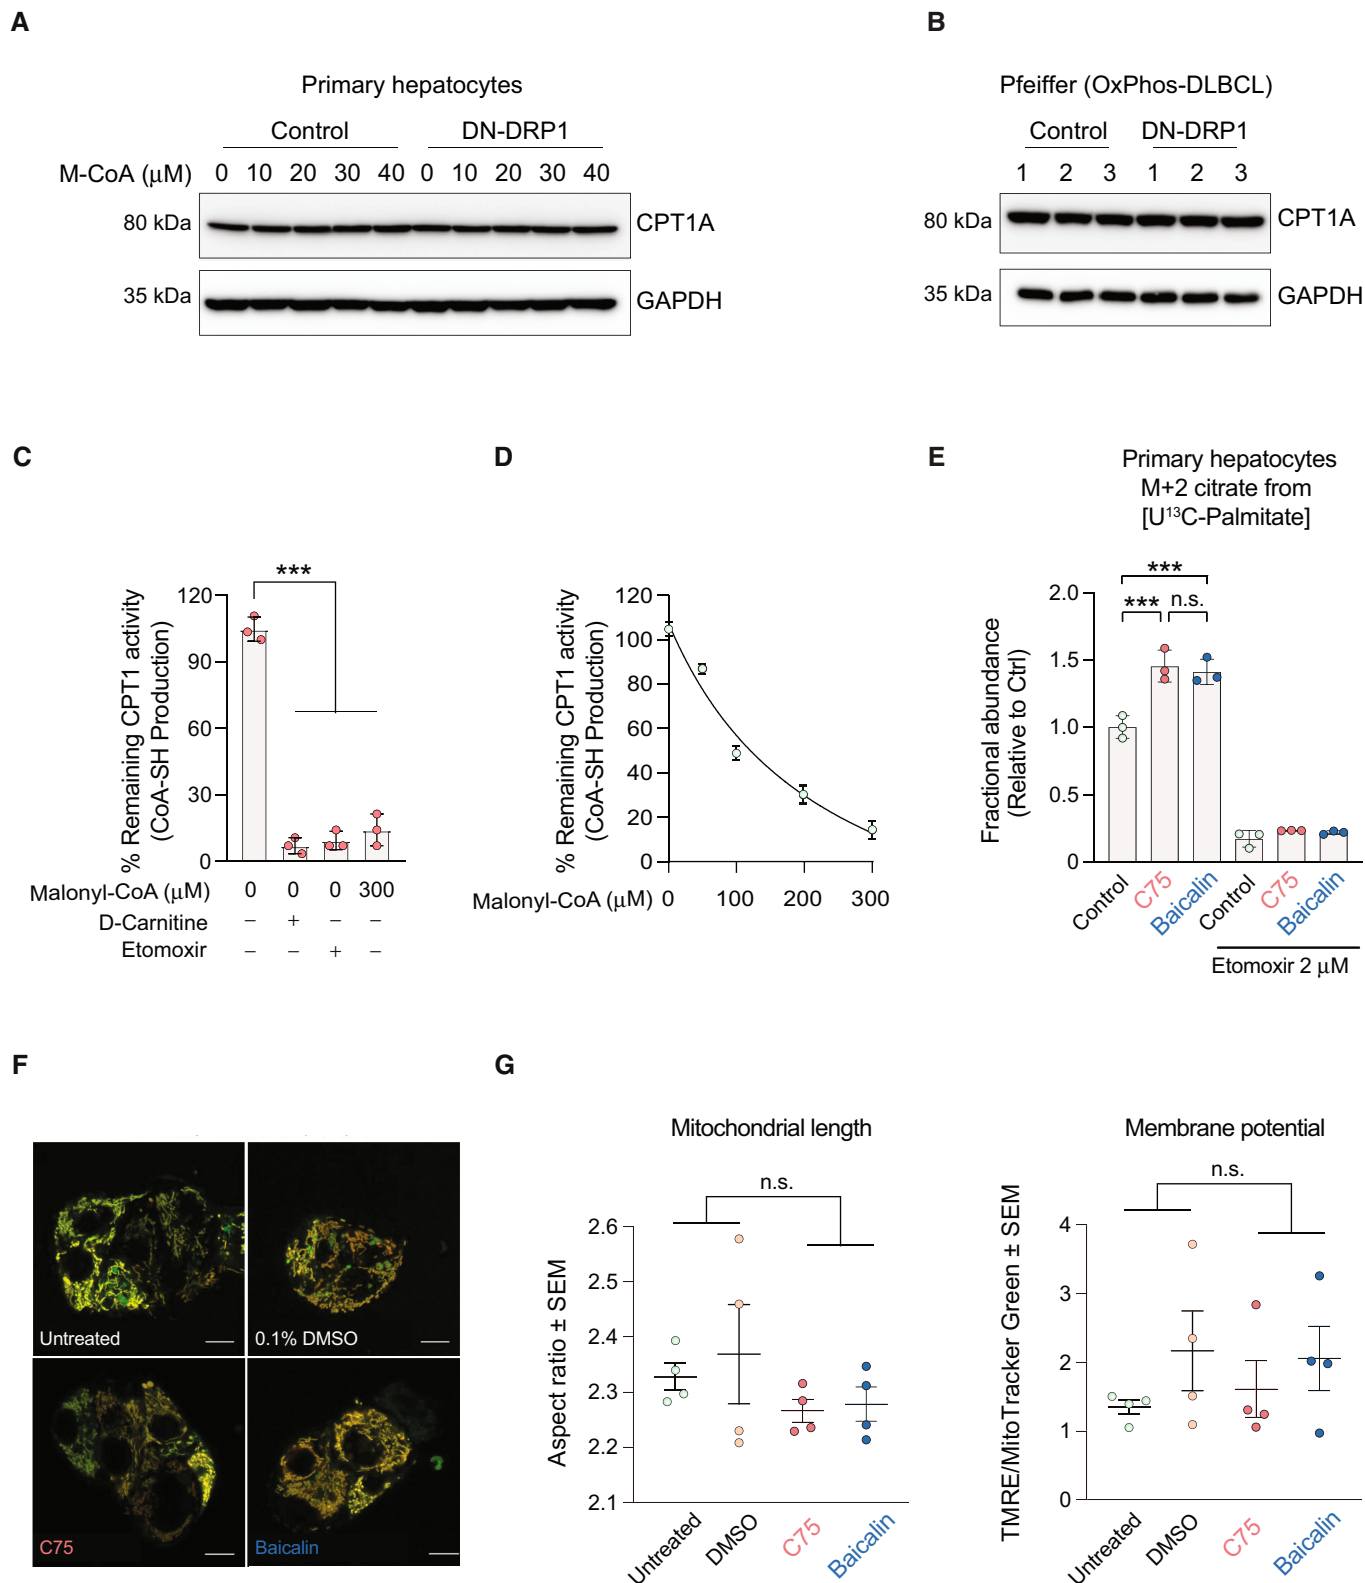 A
Primary hepatocytes
Control DN-DRP1
M-CoA (μM) 0 10 20 30 40 0 10 20 30 40
80 kDa CPT1A
35 kDa GAPDH
B
Pfeiffer (OxPhos-DLBCL)
Control DN-DRP1
1 2 3 1 2 3
80 kDa CPT1A
35 kDa GAPDH
C
% Remaining CPT1 activity
(CoA-SH Production)
***
120
90
60
30
0
Malonyl-CoA (μM) 0 0 0 300
D-Carnitine – + – –
Etomoxir – – + –
D
% Remaining CPT1 activity
(CoA-SH Production)
120
100
80
60
40
20
0
Malonyl-CoA (μM) 0 100 200 300
E
Primary hepatocytes
M+2 citrate from
[U¹³C-Palmitate]
Fractional abundance
(Relative to Ctrl)
***
*** n.s.
2.0
1.5
1.0
0.5
0
Control C75 Baicalin Control C75 Baicalin
Etomoxir 2 μM
F
Untreated
0.1% DMSO
C75
Baicalin
G
Mitochondrial length
n.s.
Aspect ratio ± SEM
2.6
2.5
2.4
2.3
2.2
2.1
Untreated DMSO C75 Baicalin
Membrane potential
n.s.
TMRE/MitoTracker Green ± SEM
4
3
2
1
0
Untreated DMSO C75 Baicalin